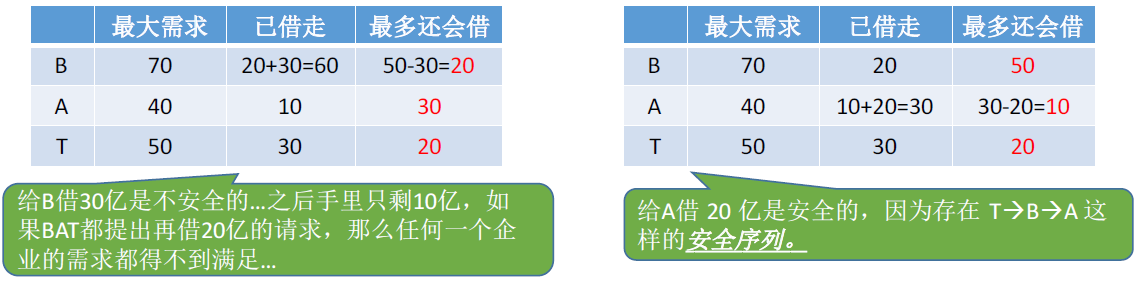 最大需求 已借走 最多还会借
B 70 20+30=60 50-30=20
A 40 10 30
T 50 30 20
给B借30亿是不安全的...之后手里只剩10亿，如
果BAT都提出再借20亿的请求，那么任何一个企
业的需求都得不到满足...
最大需求 已借走 最多还会借
B 70 20 50
A 40 10+20=30 30-20=10
T 50 30 20
给A借 20 亿是安全的，因为存在 T→B→A 这
样的安全序列。